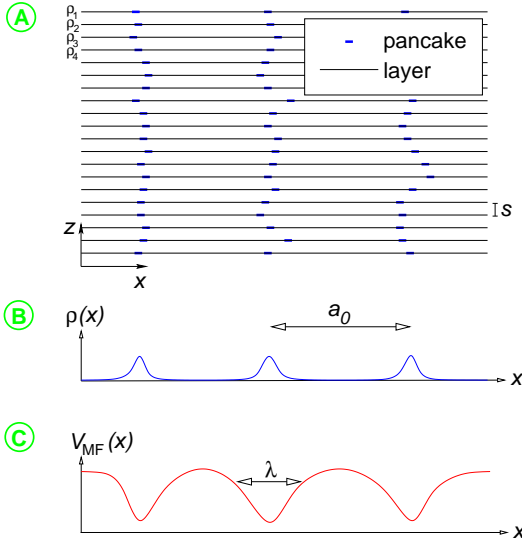 A
ρ1
ρ2
ρ3
ρ4
pancake
layer
s
z
x
B
ρ(x)
a0
x
C
VMF(x)
λ
x